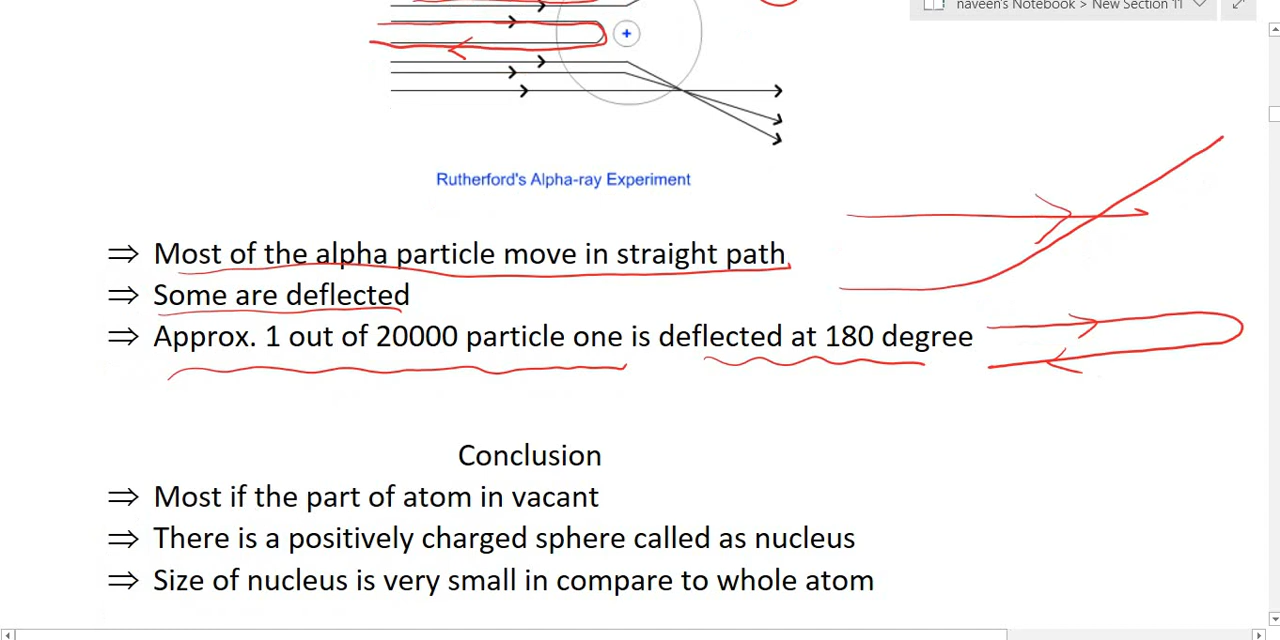 naveen's Notebook > New Section 11
+
Rutherford's Alpha-ray Experiment
⇒ Most of the alpha particle move in straight path
⇒ Some are deflected
⇒ Approx. 1 out of 20000 particle one is deflected at 180 degree
Conclusion
⇒ Most if the part of atom in vacant
⇒ There is a positively charged sphere called as nucleus
⇒ Size of nucleus is very small in compare to whole atom